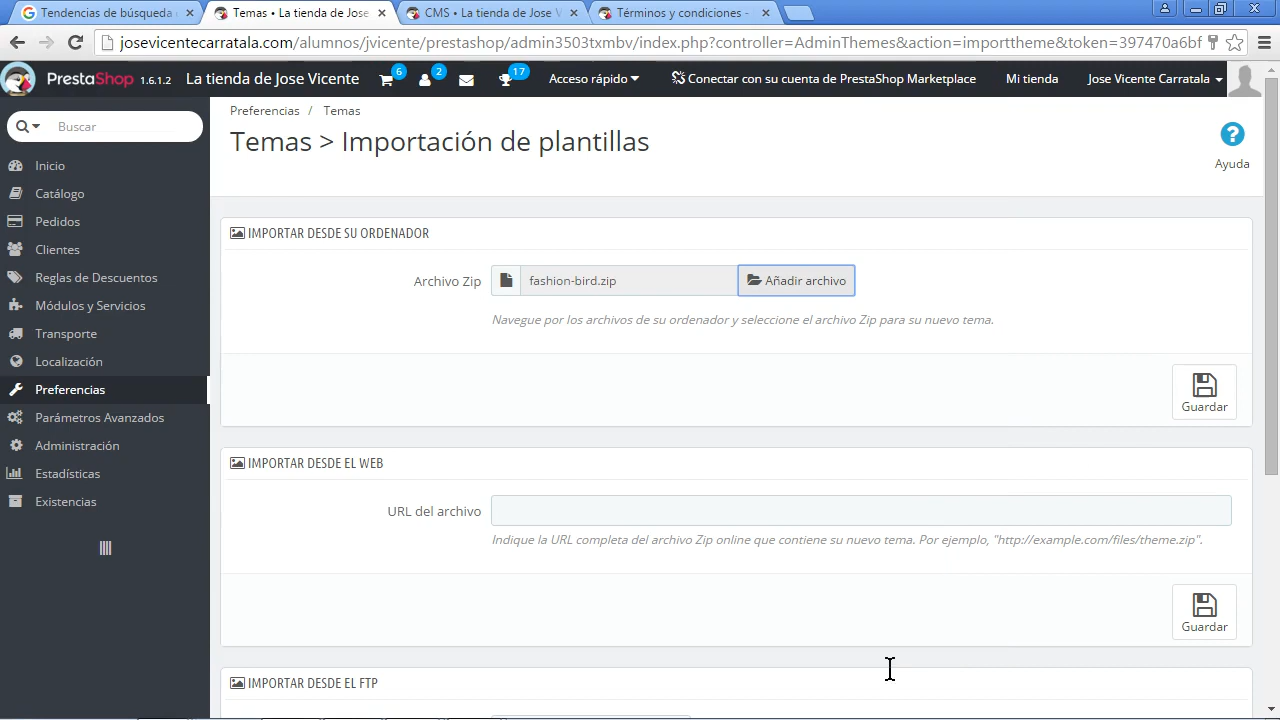 Tendencias de búsqueda
Temas • La tienda de Jose
CMS • La tienda de Jose V
Términos y condiciones -
josevicentecarratala.com/alumnos/jvicente/prestashop/admin3503txmbv/index.php?controller=AdminThemes&action=importtheme&token=397470a6bf
PrestaShop 1.6.1.2 La tienda de Jose Vicente 6 2 17 Acceso rápido Conenar con su cuenta de PrestaShop Marketplace Mi tienda Jose Vicente Carratala
Buscar
Inicio
Catálogo
Pedidos
Clientes
Reglas de Descuentos
Módulos y Servicios
Transporte
Localización
Preferencias
Parámetros Avanzados
Administración
Estadísticas
Existencias
Preferencias / Temas
Temas > Importación de plantillas
Ayuda
IMPORTAR DESDE SU ORDENADOR
Archivo Zip fashion-bird.zip Añadir archivo
Navegue por los archivos de su ordenador y seleccione el archivo Zip para su nuevo tema.
Guardar
IMPORTAR DESDE EL WEB
URL del archivo
Indique la URL completa del archivo Zip online que contiene su nuevo tema. Por ejemplo, "http://example.com/files/theme.zip".
Guardar
IMPORTAR DESDE EL FTP